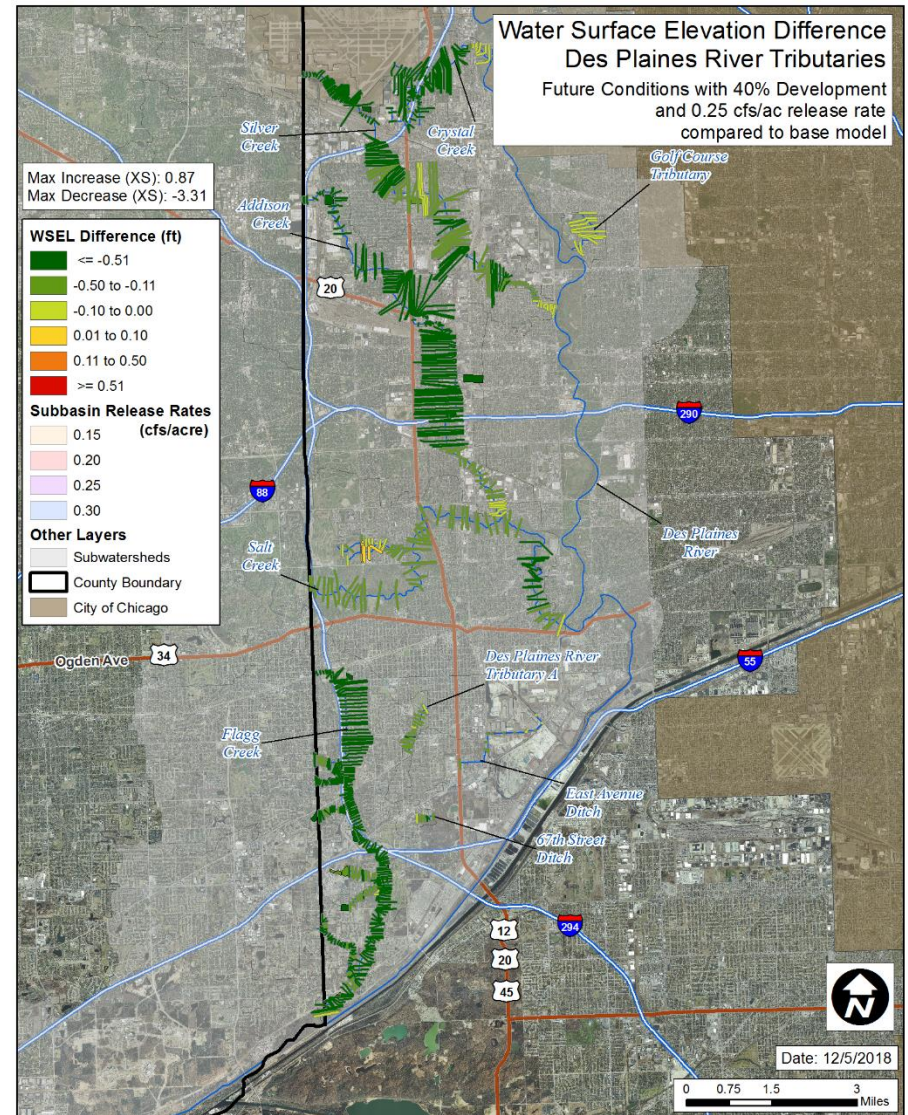 Water Surface Elevation Difference
Des Plaines River Tributaries
Future Conditions with 40% Development
and 0.25 cfs/ac release rate
compared to base model
Silver
Creek
Crystal
Creek
Golf Course
Tributary
Max Increase (XS): 0.87
Max Decrease (XS): -3.31
Addison
Creek
WSEL Difference (ft)
<= -0.51
-0.50 to -0.11
-0.10 to 0.00
0.01 to 0.10
0.11 to 0.50
>= 0.51
Subbasin Release Rates
(cfs/acre)
0.15
0.20
0.25
0.30
Other Layers
Subwatersheds
County Boundary
City of Chicago
20
290
88
Des Plaines
River
Salt
Creek
Ogden Ave
34
55
Des Plaines River
Tributary A
Flagg
Creek
East Avenue
Ditch
67th Street
Ditch
12
20
45
294
N
Date: 12/5/2018
0 0.75 1.5 3
Miles